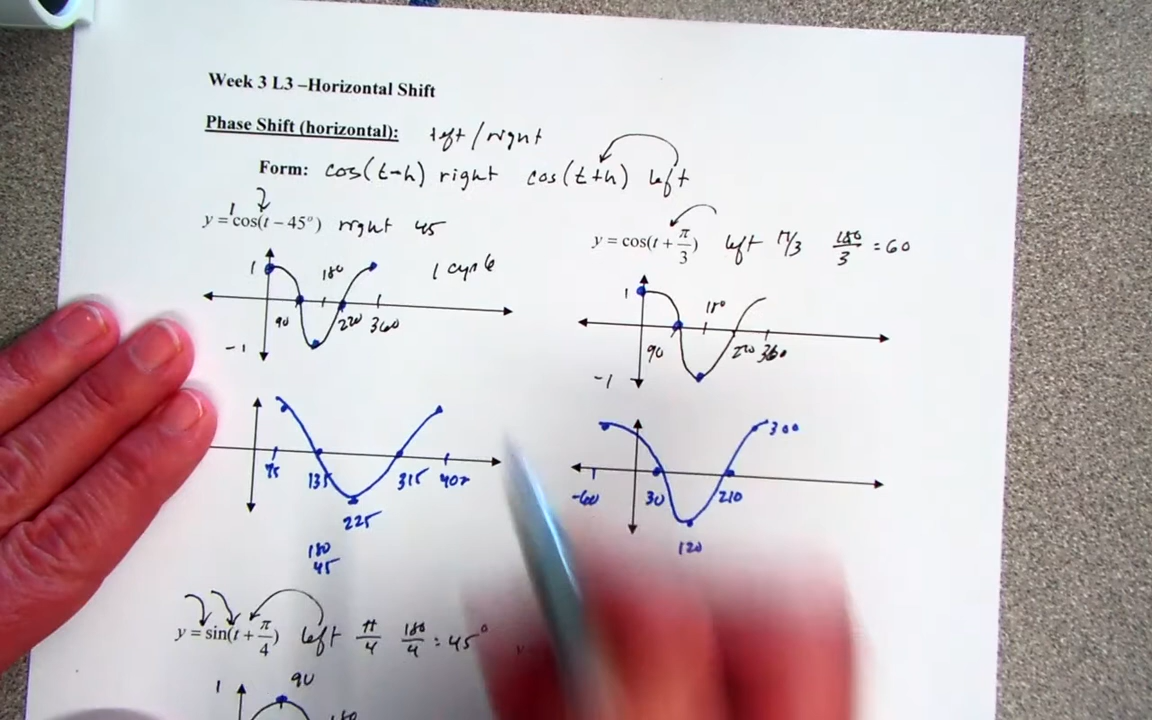 Week 3 L3 –Horizontal Shift
Phase Shift (horizontal): left/right
Form: cos(t-h) right cos(t+h) left
1
y = cos(t − 45°) right 45
y = cos(t + π/3) left π/3 180/3 = 60
1 180 1 cycle
90 270 360
-1
1 180
90 270 360
-1
45 135 315 405
225
180
45
300
-60 30 210
120
y = sin(t + π/4) left π/4 180/4 = 45°
90
1
180